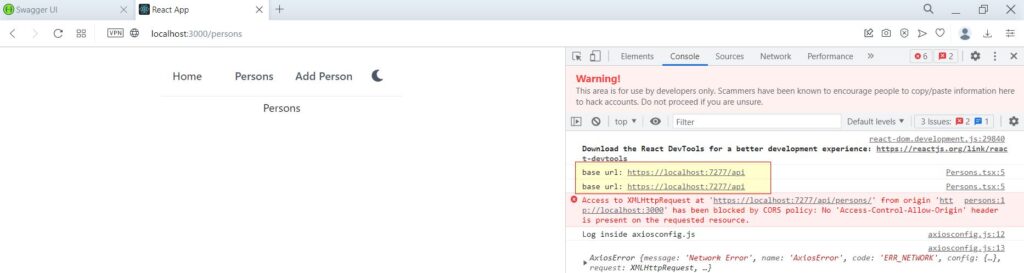 Swagger UI
React App
VPN
localhost:3000/persons
Home Persons Add Person
Persons
Elements Console Sources Network Performance » 6 2
Warning!
This area is for use by developers only. Scammers have been known to encourage people to copy/paste information here
to hack accounts. Do not proceed if you are unsure.
top Filter Default levels 3 Issues: 2 1
react-dom.development.js:29840
Download the React DevTools for a better development experience: https://reactjs.org/link/reac
t-devtools
base url: https://localhost:7277/api Persons.tsx:5
base url: https://localhost:7277/api Persons.tsx:5
Access to XMLHttpRequest at 'https://localhost:7277/api/persons/' from origin 'htt persons:1
p://localhost:3000' has been blocked by CORS policy: No 'Access-Control-Allow-Origin' header
is present on the requested resource.
Log inside axiosconfig.js axiosconfig.js:12
axiosconfig.js:13
AxiosError {message: 'Network Error', name: 'AxiosError', code: 'ERR_NETWORK', config: {…},
request: XMLHttpRequest, …}